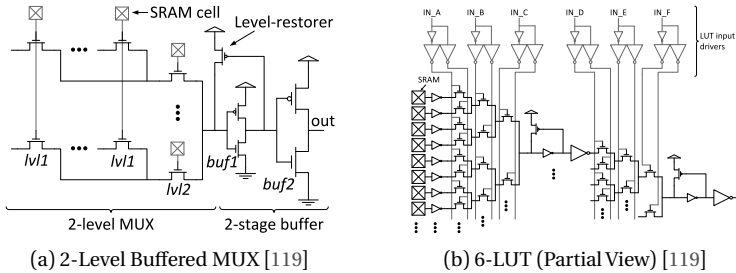 SRAM cell
Level-restorer
lvl1
lvl1
lvl2
buf1
buf2
out
2-level MUX
2-stage buffer
(a) 2-Level Buffered MUX [119]
IN_A
IN_B
IN_C
IN_D
IN_E
IN_F
LUT input
drivers
SRAM
(b) 6-LUT (Partial View) [119]